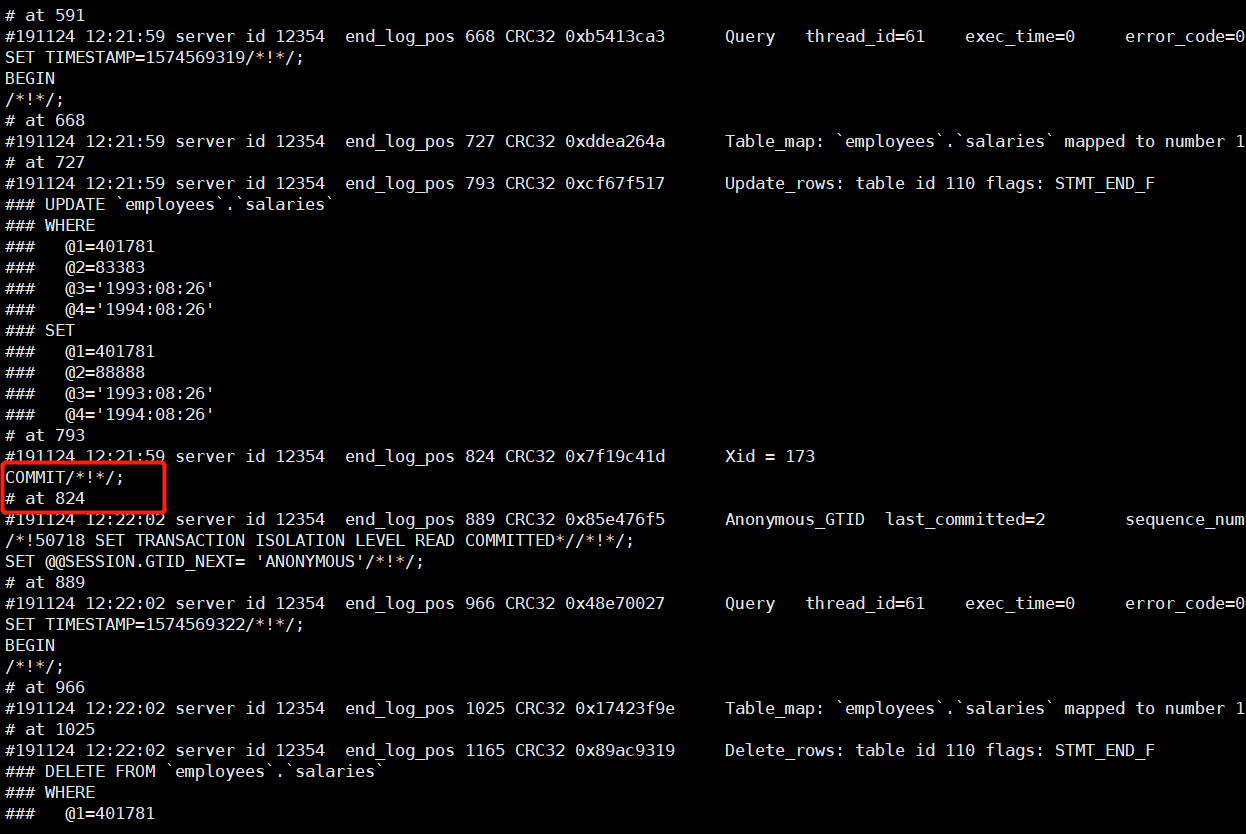 # at 591
#191124 12:21:59 server id 12354  end_log_pos 668 CRC32 0xb5413ca3      Query   thread_id=61    exec_time=0     error_code=0
SET TIMESTAMP=1574569319/*!*/;
BEGIN
/*!*/;
# at 668
#191124 12:21:59 server id 12354  end_log_pos 727 CRC32 0xddea264a      Table_map: `employees`.`salaries` mapped to number 1
# at 727
#191124 12:21:59 server id 12354  end_log_pos 793 CRC32 0xcf67f517      Update_rows: table id 110 flags: STMT_END_F
### UPDATE `employees`.`salaries`
### WHERE
###   @1=401781
###   @2=83383
###   @3='1993:08:26'
###   @4='1994:08:26'
### SET
###   @1=401781
###   @2=88888
###   @3='1993:08:26'
###   @4='1994:08:26'
# at 793
#191124 12:21:59 server id 12354  end_log_pos 824 CRC32 0x7f19c41d      Xid = 173
COMMIT/*!*/;
# at 824
#191124 12:22:02 server id 12354  end_log_pos 889 CRC32 0x85e476f5      Anonymous_GTID  last_committed=2        sequence_num
/*!50718 SET TRANSACTION ISOLATION LEVEL READ COMMITTED*//*!*/;
SET @@SESSION.GTID_NEXT= 'ANONYMOUS'/*!*/;
# at 889
#191124 12:22:02 server id 12354  end_log_pos 966 CRC32 0x48e70027      Query   thread_id=61    exec_time=0     error_code=0
SET TIMESTAMP=1574569322/*!*/;
BEGIN
/*!*/;
# at 966
#191124 12:22:02 server id 12354  end_log_pos 1025 CRC32 0x17423f9e     Table_map: `employees`.`salaries` mapped to number 1
# at 1025
#191124 12:22:02 server id 12354  end_log_pos 1165 CRC32 0x89ac9319     Delete_rows: table id 110 flags: STMT_END_F
### DELETE FROM `employees`.`salaries`
### WHERE
###   @1=401781